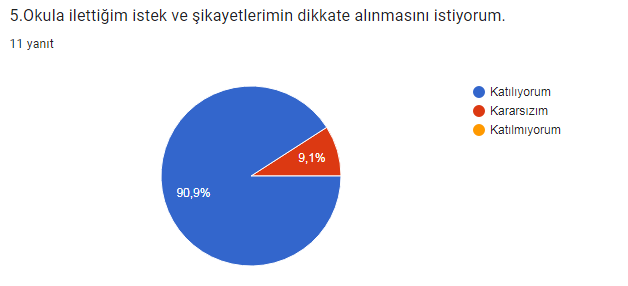 5.Okula ilettiğim istek ve şikayetlerimin dikkate alınmasını istiyorum.
11 yanıt
Katılıyorum
Kararsızım
Katılmıyorum
9,1%
90,9%